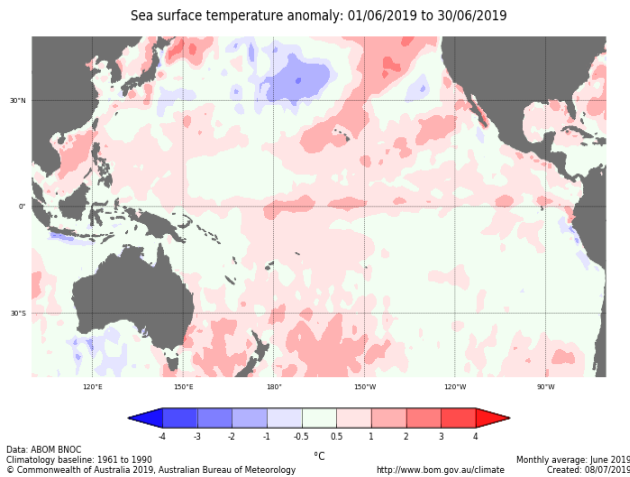 Sea surface temperature anomaly: 01/06/2019 to 30/06/2019
30°N
0°
30°S
120°E 150°E 180° 150°W 120°W 90°W
-4 -3 -2 -1 -0.5 0.5 1 2 3 4
°C
Data: ABOM BNOC
Climatology baseline: 1961 to 1990 Monthly average: June 2019
© Commonwealth of Australia 2019, Australian Bureau of Meteorology http://www.bom.gov.au/climate Created: 08/07/2019